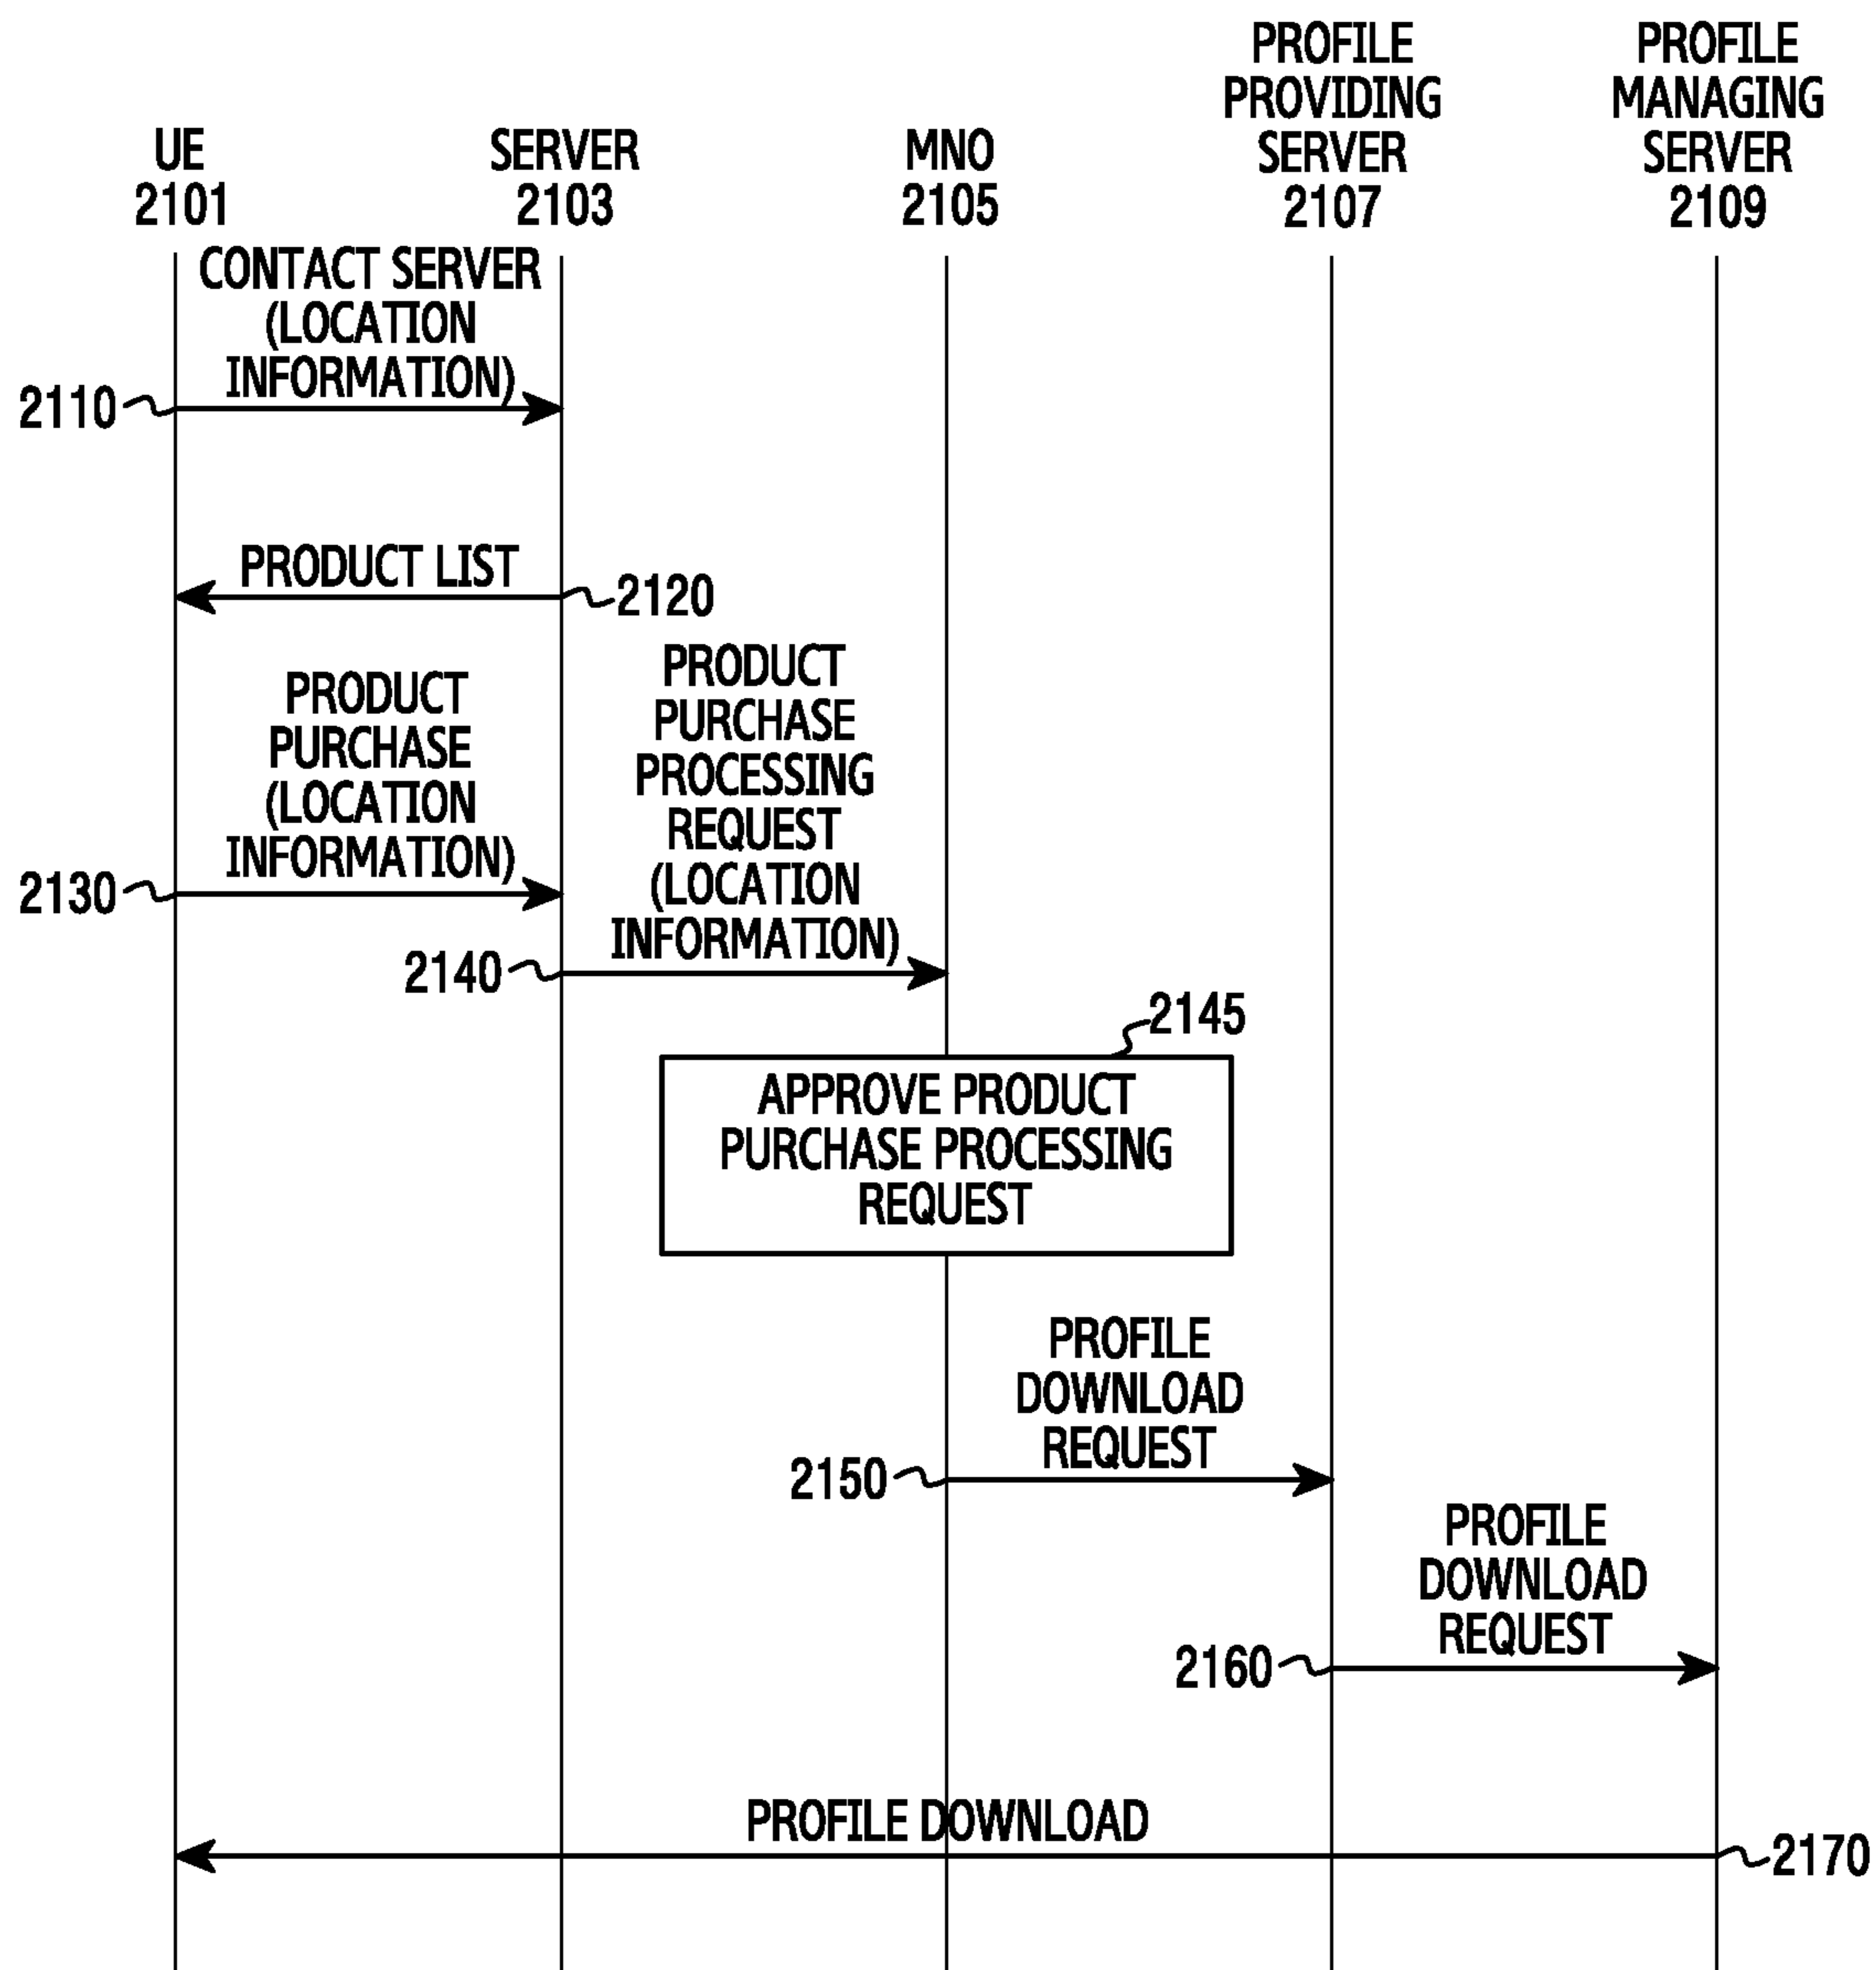 UE
2101
SERVER
2103
MNO
2105
PROFILE
PROVIDING
SERVER
2107
PROFILE
MANAGING
SERVER
2109
CONTACT SERVER
(LOCATION
INFORMATION)
2110
PRODUCT LIST
2120
PRODUCT
PURCHASE
(LOCATION
INFORMATION)
2130
PRODUCT
PURCHASE
PROCESSING
REQUEST
(LOCATION
INFORMATION)
2140
2145
APPROVE PRODUCT
PURCHASE PROCESSING
REQUEST
PROFILE
DOWNLOAD
REQUEST
2150
PROFILE
DOWNLOAD
REQUEST
2160
PROFILE DOWNLOAD
2170